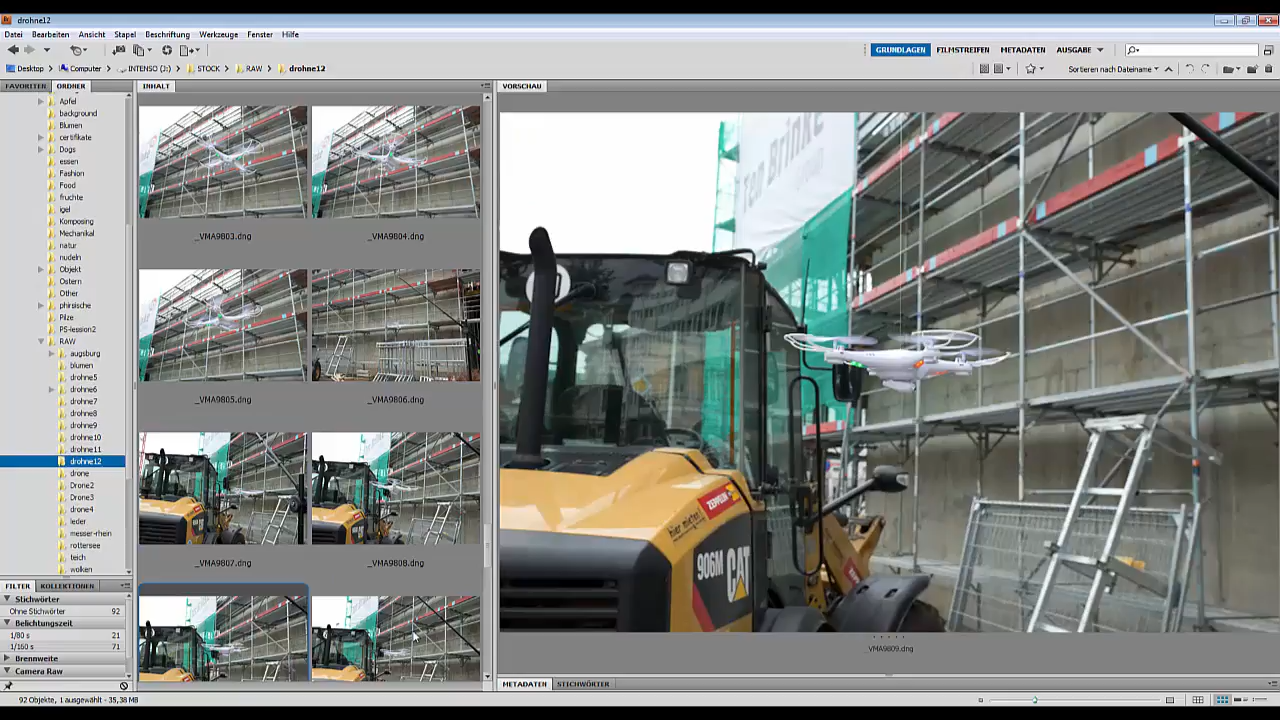 drohne12
Datei Bearbeiten Ansicht Stapel Beschriftung Werkzeuge Fenster Hilfe
GRUNDLAGEN FILMSTREIFEN METADATEN AUSGABE
Desktop Computer INTENSO (J:) STOCK RAW drohne12
Sortieren nach Dateiname
FAVORITEN ORDNER
INHALT
VORSCHAU
Apfel
background
Blumen
certifikate
Dogs
essen
Fashion
Food
fruchte
igel
Komposing
Mechanikal
natur
nudeln
Objekt
Ostern
Other
phirsische
Pilze
PS-lession2
RAW
augsburg
blumen
drohne5
drohne6
drohne7
drohne8
drohne9
drohne10
drohne11
drohne12
drone
Drone2
Drone3
drone4
leder
messer-rhein
rottersee
teich
wolken
FILTER KOLLEKTIONEN
Stichwörter
Ohne Stichwörter 92
Belichtungszeit
1/80 s 21
1/160 s 71
Brennweite
Camera Raw
_VMA9803.dng _VMA9804.dng
_VMA9805.dng _VMA9806.dng
_VMA9807.dng _VMA9808.dng
ten Brinke
ZEPPELIN
906M CAT
_VMA9809.dng
METADATEN STICHWÖRTER
92 Objekte, 1 ausgewählt - 35,38 MB